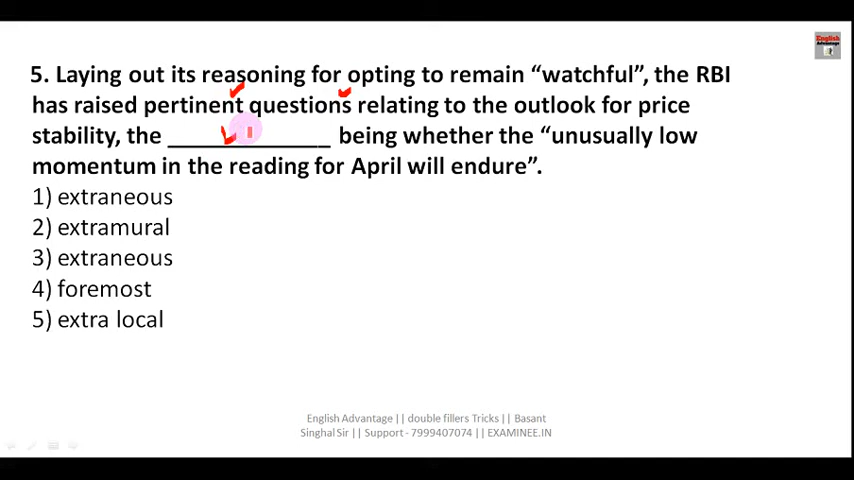 English
Advantage
5. Laying out its reasoning for opting to remain “watchful”, the RBI
has raised pertinent questions relating to the outlook for price
stability, the ______________ being whether the “unusually low
momentum in the reading for April will endure”.
1) extraneous
2) extramural
3) extraneous
4) foremost
5) extra local
English Advantage || double fillers Tricks || Basant
Singhal Sir || Support - 7999407074 || EXAMINEE.IN